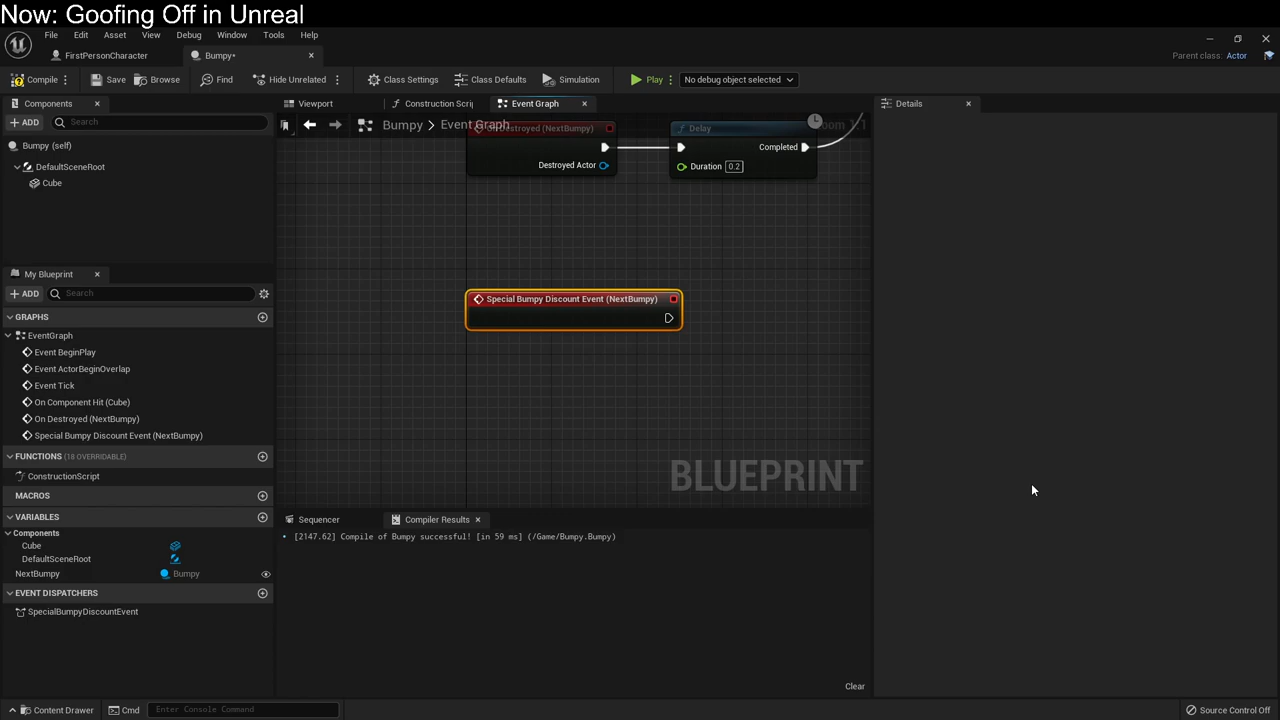 Now: Goofing Off in Unreal
File Edit Asset View Debug Window Tools Help
FirstPersonCharacter Bumpy* Parent class: Actor
Compile Save Browse Find Hide Unrelated Class Settings Class Defaults Simulation Play No debug object selected
Components Viewport Construction Scrip Event Graph Details
ADD Search Bumpy > Event Graph
Bumpy (self)
DefaultSceneRoot
Cube
Destroyed (NextBumpy) Delay
Completed
Destroyed Actor Duration 0.2
My Blueprint
ADD Search
GRAPHS
EventGraph
Event BeginPlay
Event ActorBeginOverlap
Event Tick
On Component Hit (Cube)
On Destroyed (NextBumpy)
Special Bumpy Discount Event (NextBumpy)
FUNCTIONS (18 OVERRIDABLE)
ConstructionScript
MACROS
VARIABLES
Components
Cube
DefaultSceneRoot
NextBumpy Bumpy
EVENT DISPATCHERS
SpecialBumpyDiscountEvent
Special Bumpy Discount Event (NextBumpy)
BLUEPRINT
Sequencer Compiler Results
[2147.62] Compile of Bumpy successful! [in 59 ms] (/Game/Bumpy.Bumpy)
Clear
Content Drawer Cmd Enter Console Command Source Control Off